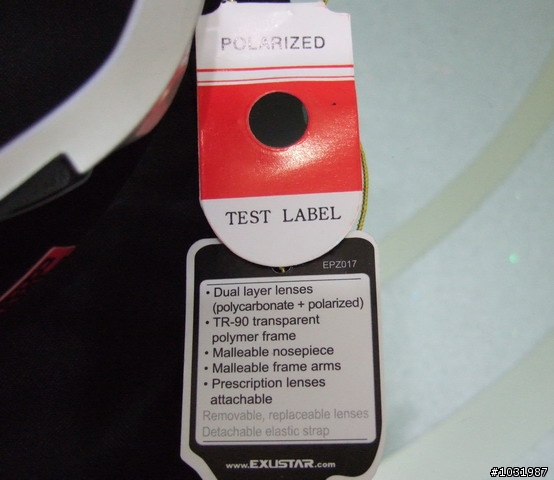 POLARIZED
TEST LABEL
EPZ017
• Dual layer lenses
(polycarbonate + polarized)
• TR-90 transparent
polymer frame
• Malleable nosepiece
• Malleable frame arms
• Prescription lenses
attachable
Removable, replaceable lenses
Detachable elastic strap
www.EXUSTAR.com
#1031987